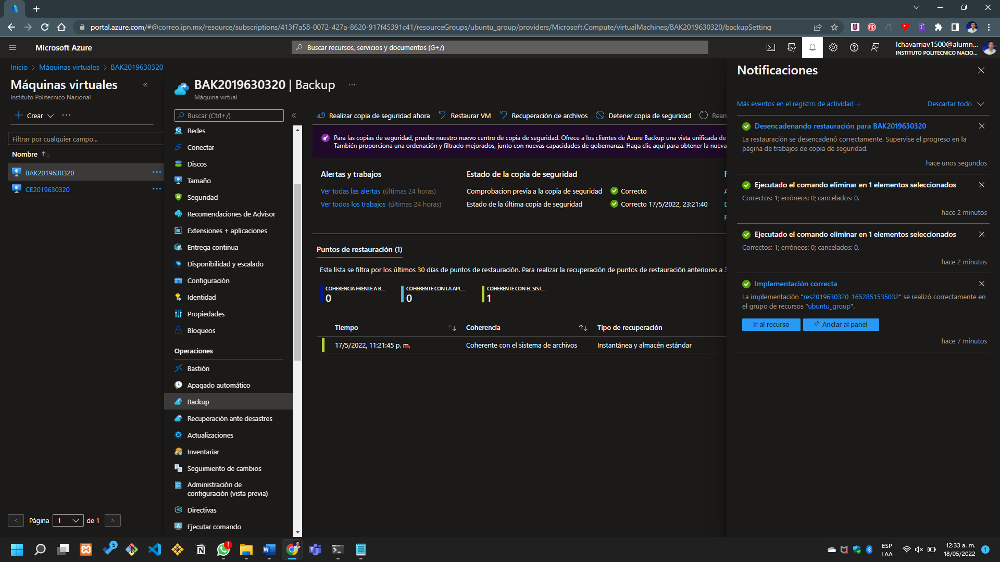 portal.azure.com/#@correo.ipn.mx/resource/subscriptions/413f7a58-0072-427a-8620-917f45391c41/resourceGroups/ubuntu_group/providers/Microsoft.Compute/virtualMachines/BAK2019630320/backupSetting
Microsoft Azure
Buscar recursos, servicios y documentos (G+/)
lchavarriav1500@alumn...
INSTITUTO POLITECNICO NACIO...
Inicio > Máquinas virtuales > BAK2019630320
Máquinas virtuales
Instituto Politecnico Nacional
Crear
Filtrar por cualquier campo...
Nombre
BAK2019630320
CE2019630320
Página 1 de 1
BAK2019630320 | Backup
Máquina virtual
Buscar (Ctrl+/)
Redes
Conectar
Discos
Tamaño
Seguridad
Recomendaciones de Advisor
Extensiones + aplicaciones
Entrega continua
Disponibilidad y escalado
Configuración
Identidad
Propiedades
Bloqueos
Operaciones
Bastión
Apagado automático
Backup
Recuperación ante desastres
Actualizaciones
Inventariar
Seguimiento de cambios
Administración de
configuración (vista previa)
Directivas
Ejecutar comando
Realizar copia de seguridad ahora Restaurar VM Recuperación de archivos Detener copia de seguridad Rean
Para las copias de seguridad, pruebe nuestro nuevo centro de copia de seguridad. Ofrece a los clientes de Azure Backup una vista unificada de
También proporciona una ordenación y filtrado mejorados, junto con nuevas capacidades de gobernanza. Haga clic aquí para obtener la nueva
Alertas y trabajos
Ver todas las alertas (últimas 24 horas)
Ver todos los trabajos (últimas 24 horas)
Estado de la copia de seguridad
Comprobacion previa a la copia de seguridad Correcto
Estado de la última copia de seguridad Correcto 17/5/2022, 23:21:40
Puntos de restauración (1)
Esta lista se filtra por los últimos 30 días de puntos de restauración. Para realizar la recuperación de puntos de restauración anteriores a 3
COHERENCIA FRENTE A B...
0
COHERENTE CON LA APL...
0
COHERENTE CON EL SIST...
1
Tiempo Coherencia Tipo de recuperación
17/5/2022, 11:21:45 p. m. Coherente con el sistema de archivos Instantánea y almacén estándar
Notificaciones
Más eventos en el registro de actividad→ Descartar todo
Desencadenando restauración para BAK2019630320
La restauración se desencadenó correctamente. Supervise el progreso en la
página de trabajos de copia de seguridad.
hace unos segundos
Ejecutado el comando eliminar en 1 elementos seleccionados
Correctos: 1; erróneos: 0; cancelados: 0.
hace 2 minutos
Ejecutado el comando eliminar en 1 elementos seleccionados
Correctos: 1; erróneos: 0; cancelados: 0.
hace 2 minutos
Implementación correcta
La implementación "res2019630320_1652851535032" se realizó correctamente en
el grupo de recursos "ubuntu_group".
Ir al recurso Anclar al panel
hace 7 minutos
5
ESP
LAA
12:33 a. m.
18/05/2022
1